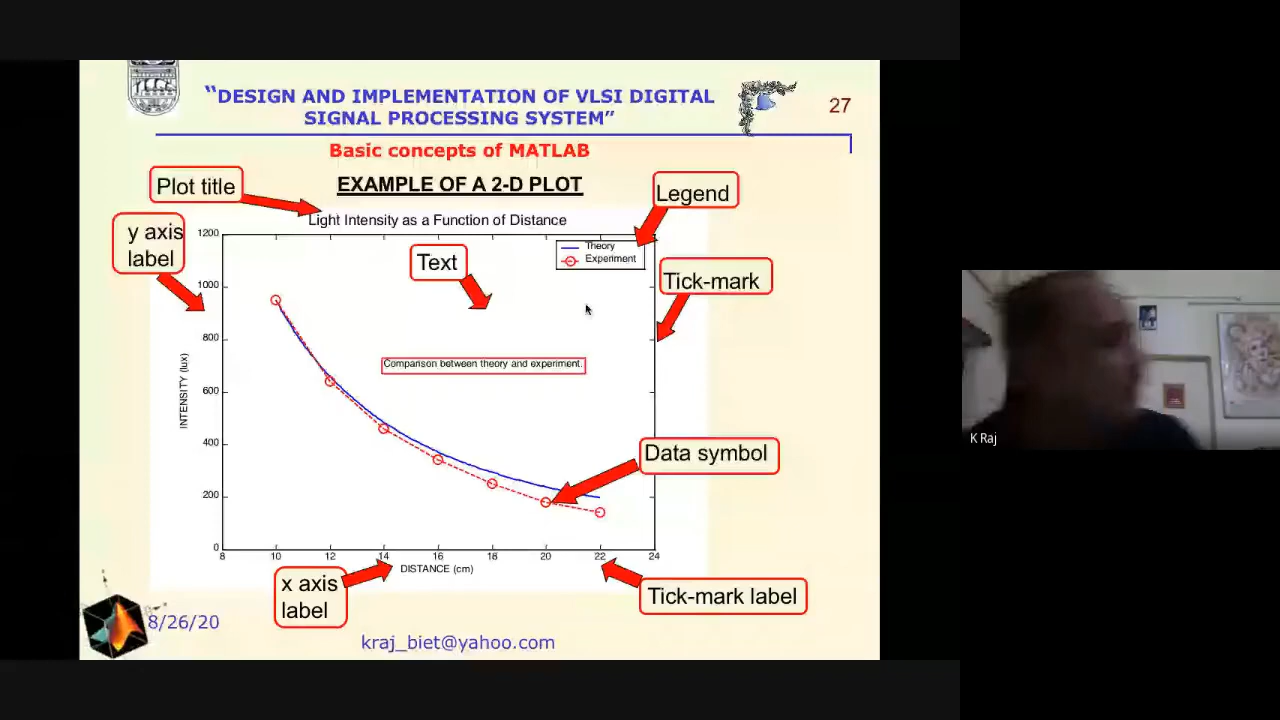 “DESIGN AND IMPLEMENTATION OF VLSI DIGITAL
SIGNAL PROCESSING SYSTEM”
27
Basic concepts of MATLAB
EXAMPLE OF A 2-D PLOT
Plot title
Legend
Light Intensity as a Function of Distance
y axis
label
Text
Theory
Experiment
Tick-mark
1200
1000
800
600
400
200
0
INTENSITY (lux)
Comparison between theory and experiment.
Data symbol
8 10 12 14 16 18 20 22 24
DISTANCE (cm)
x axis
label
Tick-mark label
8/26/20
kraj_biet@yahoo.com
K Raj